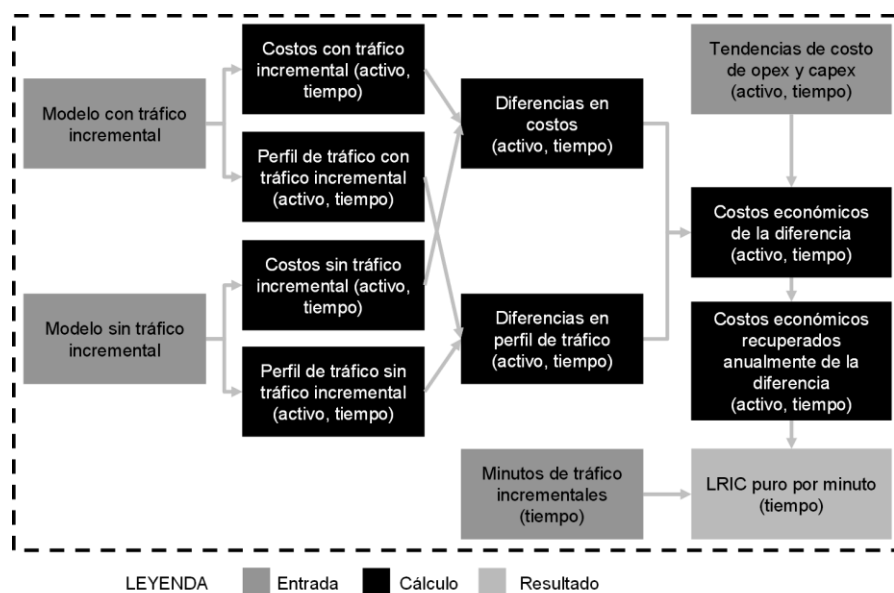 Costos con tráfico
incremental (activo,
tiempo)
Tendencias de costo
de opex y capex
(activo, tiempo)
Modelo con tráfico
incremental
Diferencias en
costos
(activo, tiempo)
Perfil de tráfico con
tráfico incremental
(activo, tiempo)
Costos económicos
de la diferencia
(activo, tiempo)
Costos sin tráfico
incremental (activo,
tiempo)
Modelo sin tráfico
incremental
Diferencias en
perfil de tráfico
(activo, tiempo)
Costos económicos
recuperados
anualmente de la
diferencia
(activo, tiempo)
Perfil de tráfico sin
tráfico incremental
(activo, tiempo)
Minutos de tráfico
incrementales
(tiempo)
LRIC puro por minuto
(tiempo)
LEYENDA Entrada Cálculo Resultado